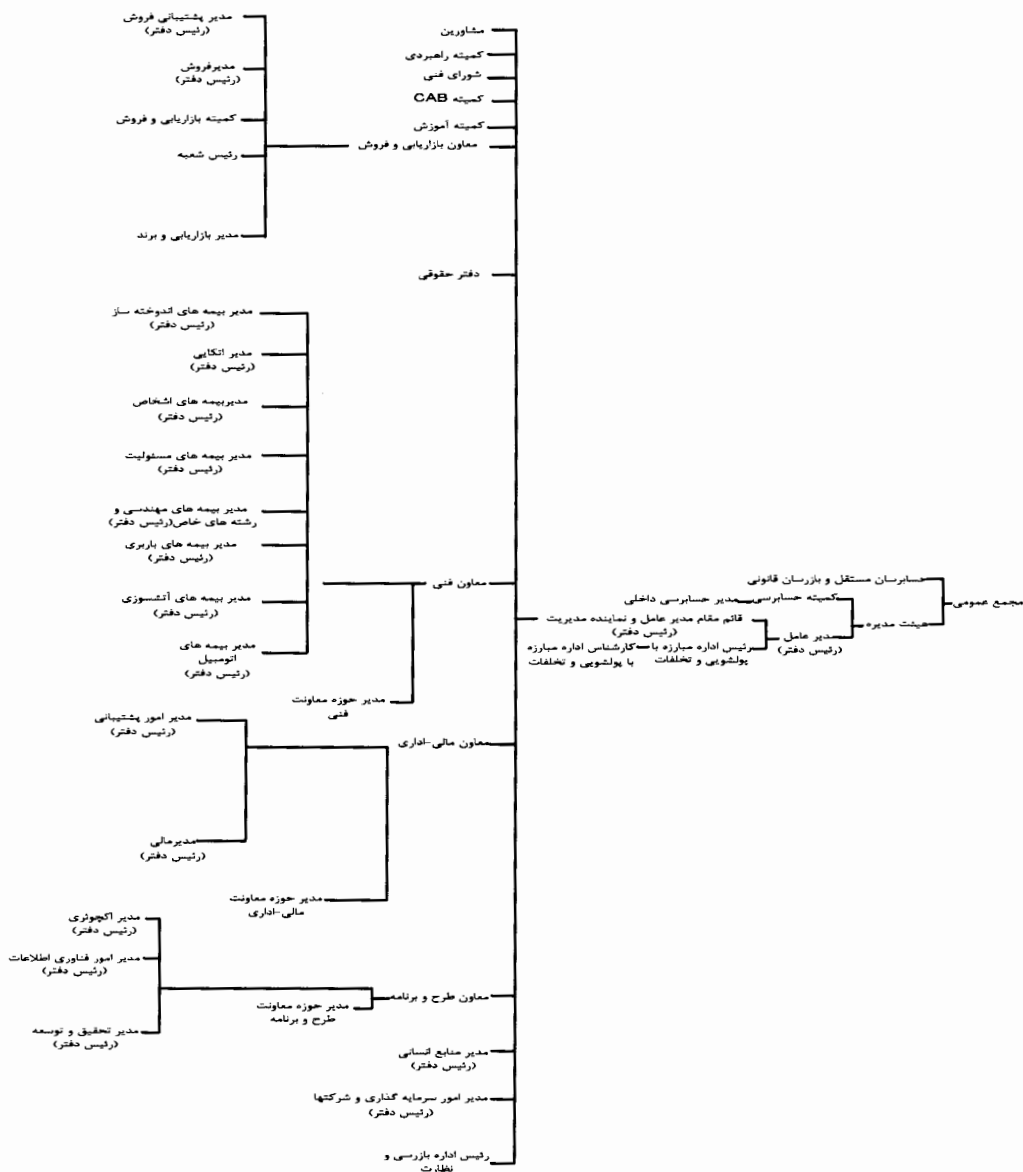 مجمع عمومی
حسابرسان مستقل و بازرسان قانونی
هیئت مدیره
کمیته حسابرسی
مدیر حسابرسی داخلی
مدیر عامل
(رئیس دفتر)
قائم مقام مدیر عامل و نماینده مدیریت
(رئیس دفتر)
رئیس اداره مبارزه با
پولشویی و تخلفات
کارشناس اداره مبارزه
با پولشویی و تخلفات
مشاورین
کمیته راهبردی
شورای فنی
کمیته CAB
کمیته آموزش
معاون بازاریابی و فروش
مدیر پشتیبانی فروش
(رئیس دفتر)
مدیرفروش
(رئیس دفتر)
کمیته بازاریابی و فروش
رئیس شعبه
مدیر بازاریابی و برند
دفتر حقوقی
معاون فنی
مدیر بیمه های اندوخته ساز
(رئیس دفتر)
مدیر اتکایی
(رئیس دفتر)
مدیربیمه های اشخاص
(رئیس دفتر)
مدیر بیمه های مسئولیت
(رئیس دفتر)
مدیر بیمه های مهندسی و
رشته های خاص(رئیس دفتر)
مدیر بیمه های باربری
(رئیس دفتر)
مدیر بیمه های آتشسوزی
(رئیس دفتر)
مدیر بیمه های
اتومبیل
(رئیس دفتر)
مدیر حوزه معاونت
فنی
معاون مالی-اداری
مدیر امور پشتیبانی
(رئیس دفتر)
مدیرمالی
(رئیس دفتر)
مدیر حوزه معاونت
مالی-اداری
معاون طرح و برنامه
مدیر اکچوئری
(رئیس دفتر)
مدیر امور فناوری اطلاعات
(رئیس دفتر)
مدیر تحقیق و توسعه
(رئیس دفتر)
مدیر حوزه معاونت
طرح و برنامه
مدیر منابع انسانی
(رئیس دفتر)
مدیر امور سرمایه گذاری و شرکتها
(رئیس دفتر)
رئیس اداره بازرسی و
نظارت